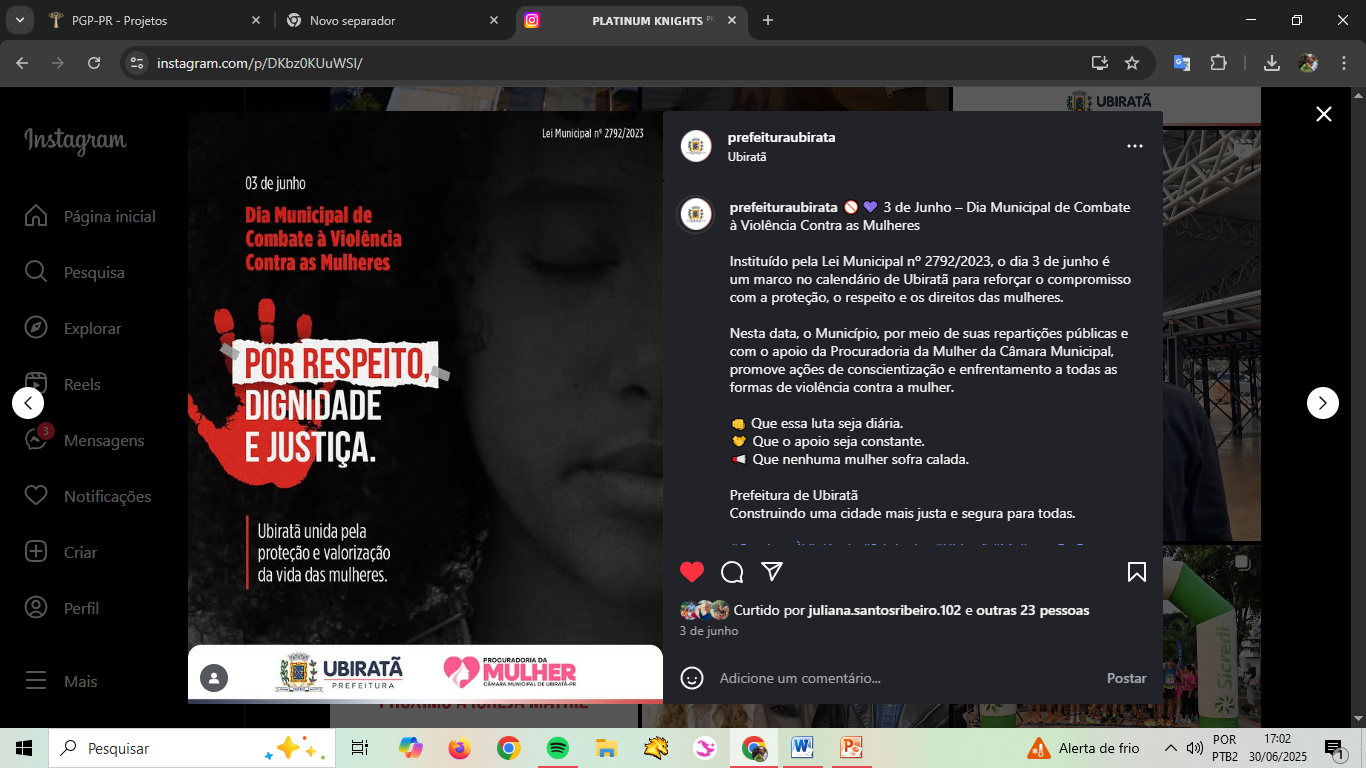 PGP-PR - Projetos
Novo separador
PLATINUM KNIGHTS
instagram.com/p/DKbz0KUuWSI/
Instagram
Página inicial
Pesquisa
Explorar
Reels
3
Mensagens
Notificações
Criar
Perfil
Mais
UBIRATÃ
Lei Municipal nº 2792/2023
03 de junho
Dia Municipal de
Combate à Violência
Contra as Mulheres
POR RESPEITO,
DIGNIDADE
E JUSTIÇA.
Ubiratã unida pela
proteção e valorização
da vida das mulheres.
UBIRATÃ
PREFEITURA
PROCURADORIA DA
MULHER
CÂMARA MUNICIPAL DE UBIRATÃ-PR
PRÓXIMO À IGREJA MATRIZ
prefeituraubirata
Ubiratã
prefeituraubirata 🚫 💜 3 de Junho – Dia Municipal de Combate
à Violência Contra as Mulheres
Instituído pela Lei Municipal nº 2792/2023, o dia 3 de junho é
um marco no calendário de Ubiratã para reforçar o compromisso
com a proteção, o respeito e os direitos das mulheres.
Nesta data, o Município, por meio de suas repartições públicas e
com o apoio da Procuradoria da Mulher da Câmara Municipal,
promove ações de conscientização e enfrentamento a todas as
formas de violência contra a mulher.
👊 Que essa luta seja diária.
🤝 Que o apoio seja constante.
📢 Que nenhuma mulher sofra calada.
Prefeitura de Ubiratã
Construindo uma cidade mais justa e segura para todas.
Curtido por juliana.santosribeiro.102 e outras 23 pessoas
3 de junho
Adicione um comentário...
Postar
Sicredi
Pesquisar
Alerta de frio
POR
PTB2
17:02
30/06/2025
1